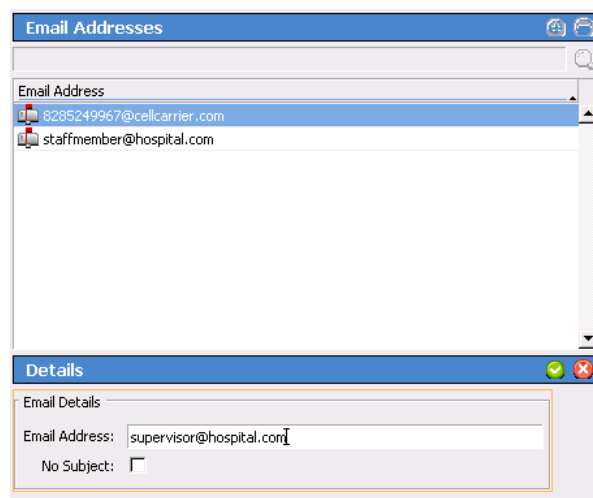 Email Addresses
Email Address
8285249967@cellcarrier.com
staffmember@hospital.com
Details
Email Details
Email Address: supervisor@hospital.com
No Subject: